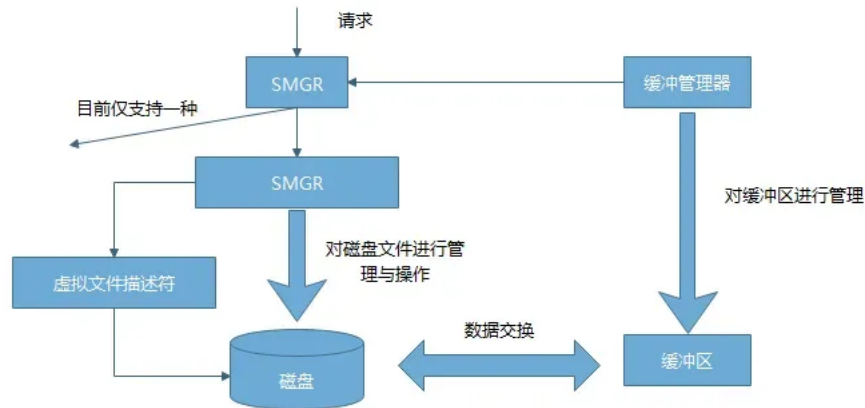 请求
SMGR
缓冲管理器
目前仅支持一种
SMGR
对缓冲区进行管理
对磁盘文件进行管
理与操作
虚拟文件描述符
数据交换
磁盘
缓冲区